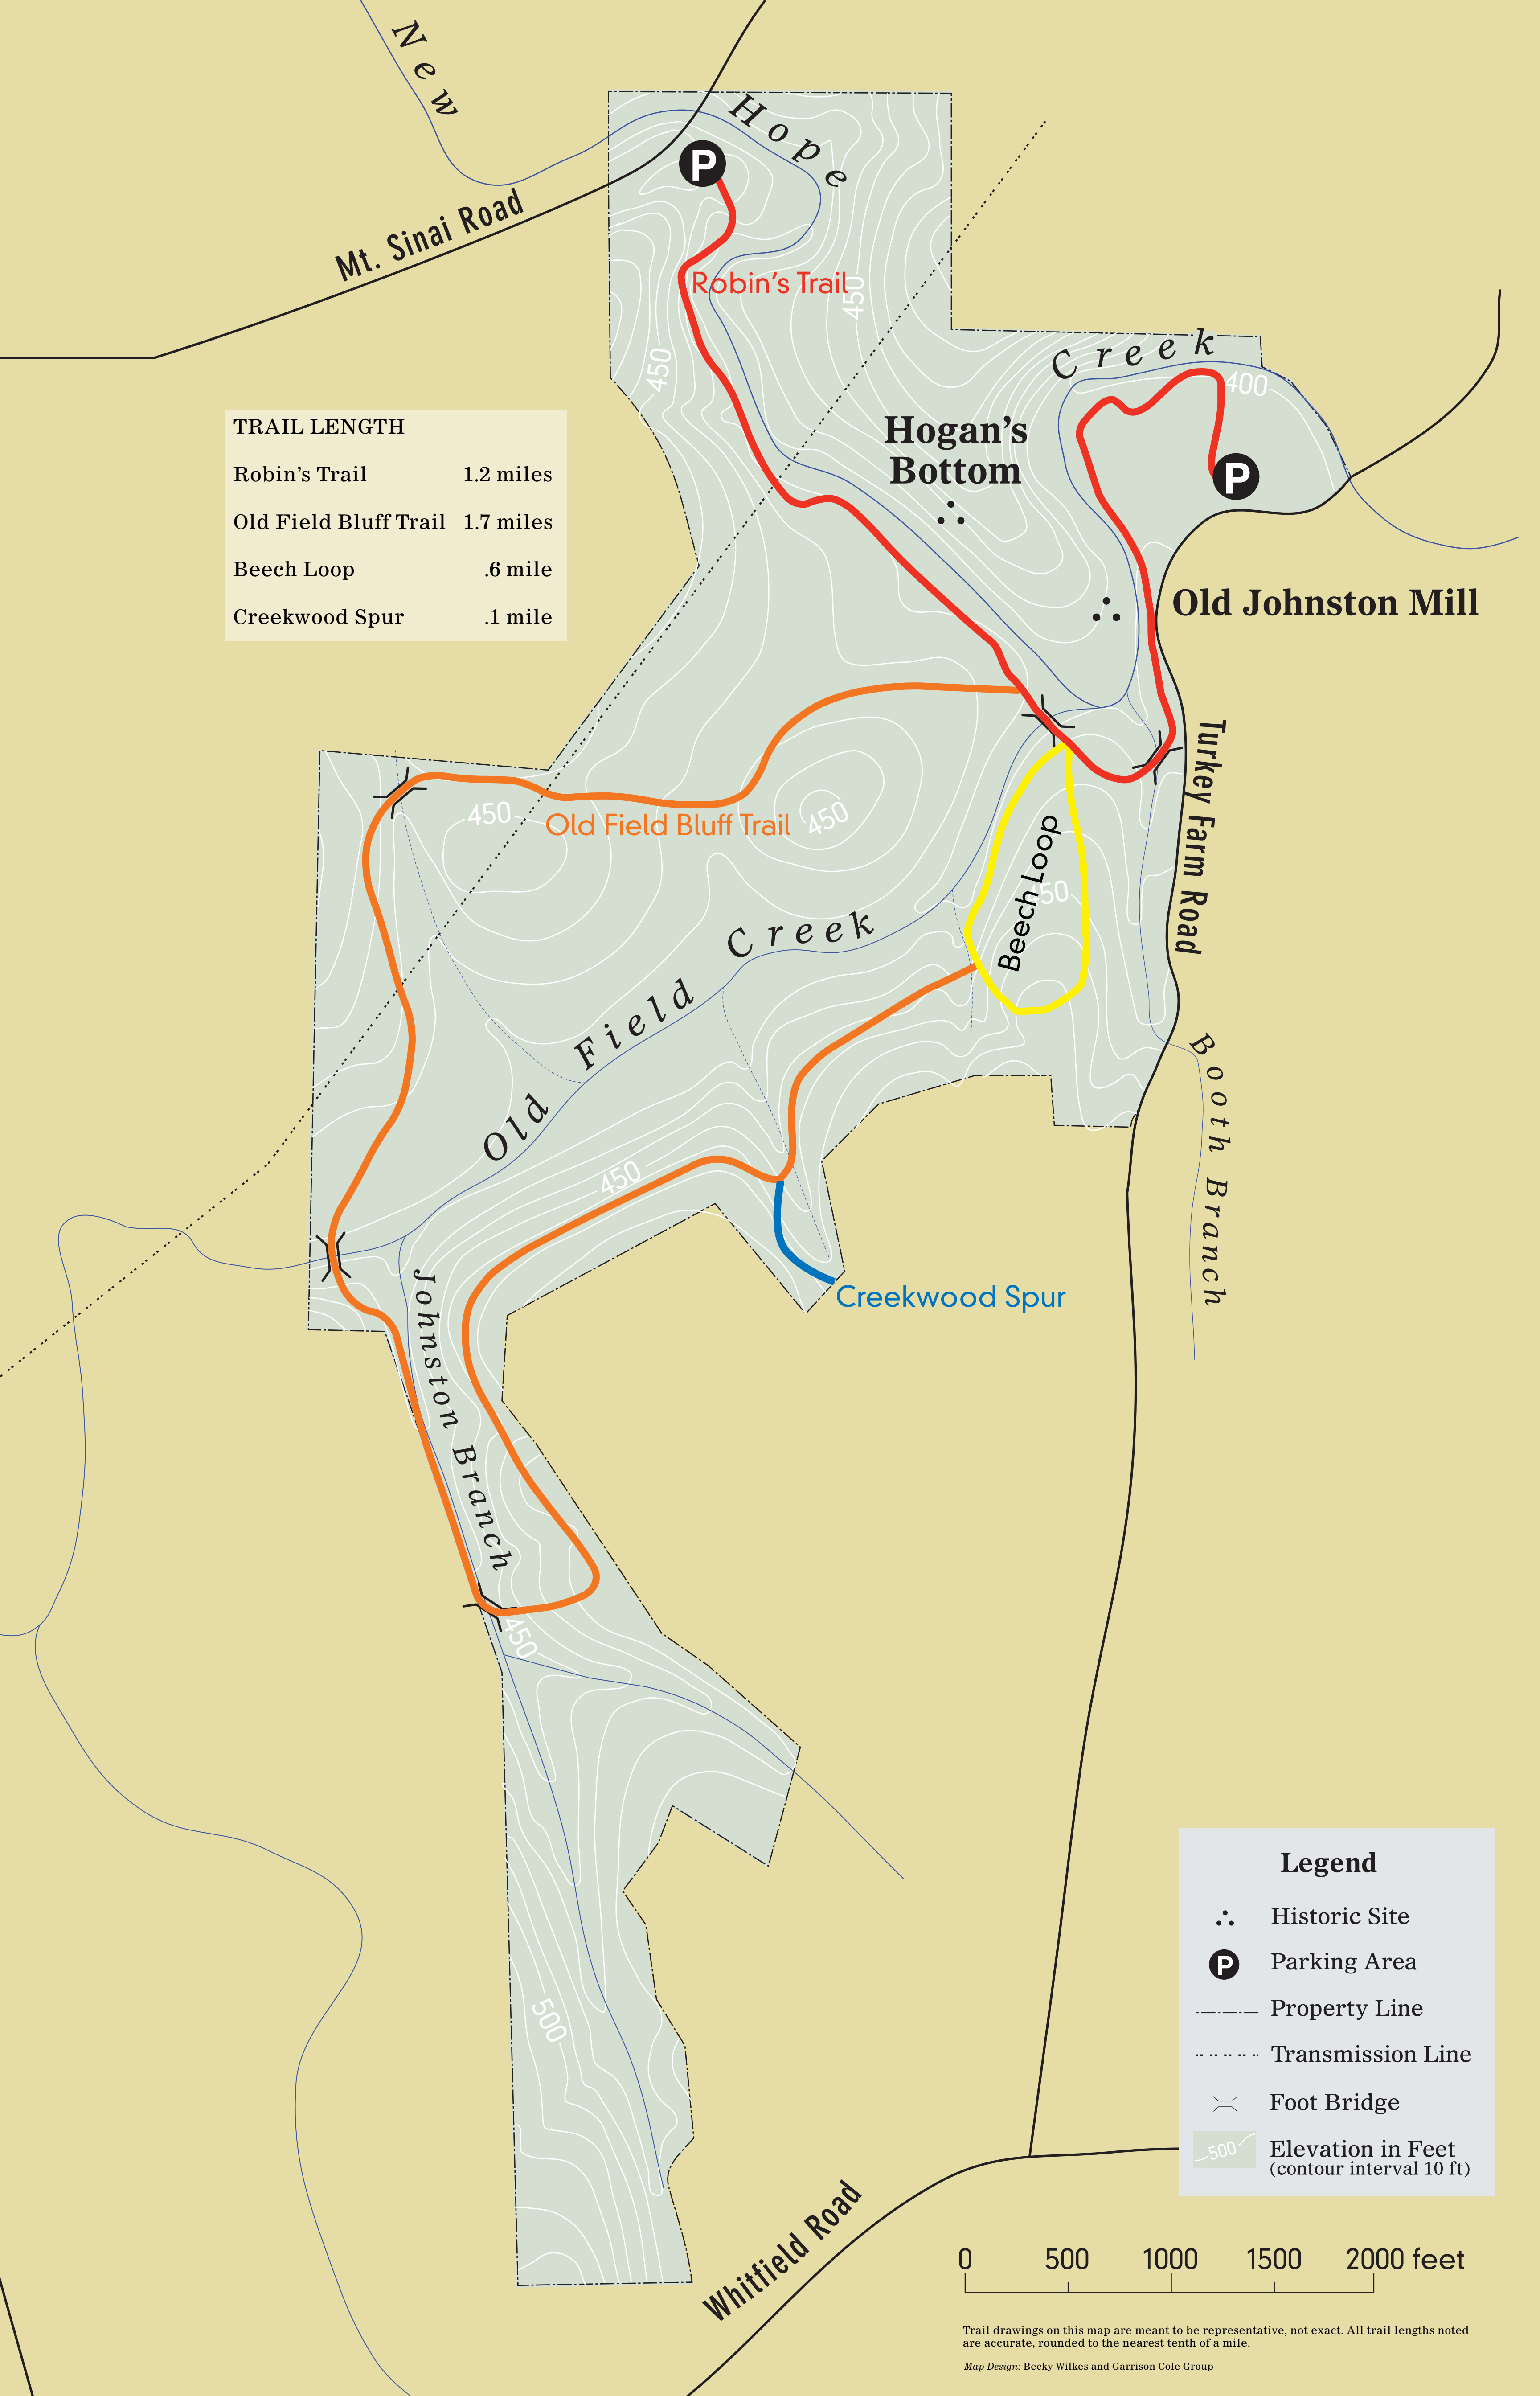 New
Hope
Creek
P
Mt. Sinai Road
Robin's Trail
450
450
400
Hogan's
Bottom
P
TRAIL LENGTH
Robin's Trail 1.2 miles
Old Field Bluff Trail 1.7 miles
Beech Loop .6 mile
Creekwood Spur .1 mile
Old Johnston Mill
Turkey Farm Road
450
Old Field Bluff Trail
450
Beech Loop
450
Old Field Creek
Booth Branch
450
Creekwood Spur
Johnston Branch
450
500
Legend
Historic Site
P Parking Area
Property Line
Transmission Line
Foot Bridge
500 Elevation in Feet
(contour interval 10 ft)
Whitfield Road
0 500 1000 1500 2000 feet
Trail drawings on this map are meant to be representative, not exact. All trail lengths noted
are accurate, rounded to the nearest tenth of a mile.
Map Design: Becky Wilkes and Garrison Cole Group